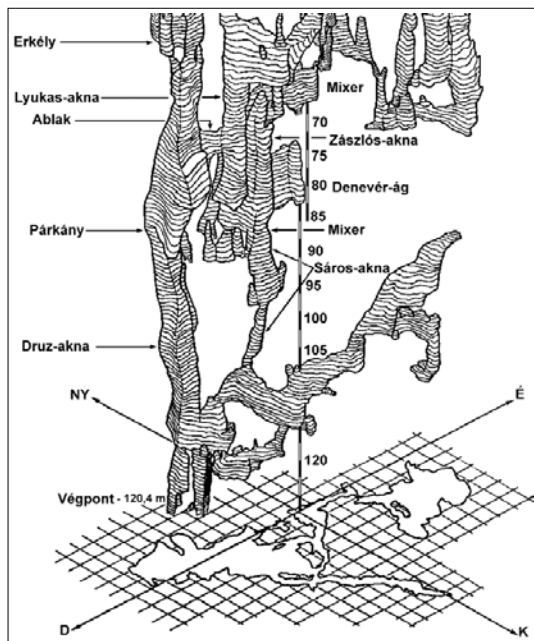 Erkély
Mixer
Lyukas-akna
Ablak
70
Zászlós-akna
75
80
Denevér-ág
85
Párkány
Mixer
90
Sáros-akna
95
100
105
Druz-akna
NY
É
120
Végpont - 120,4 m
D
K